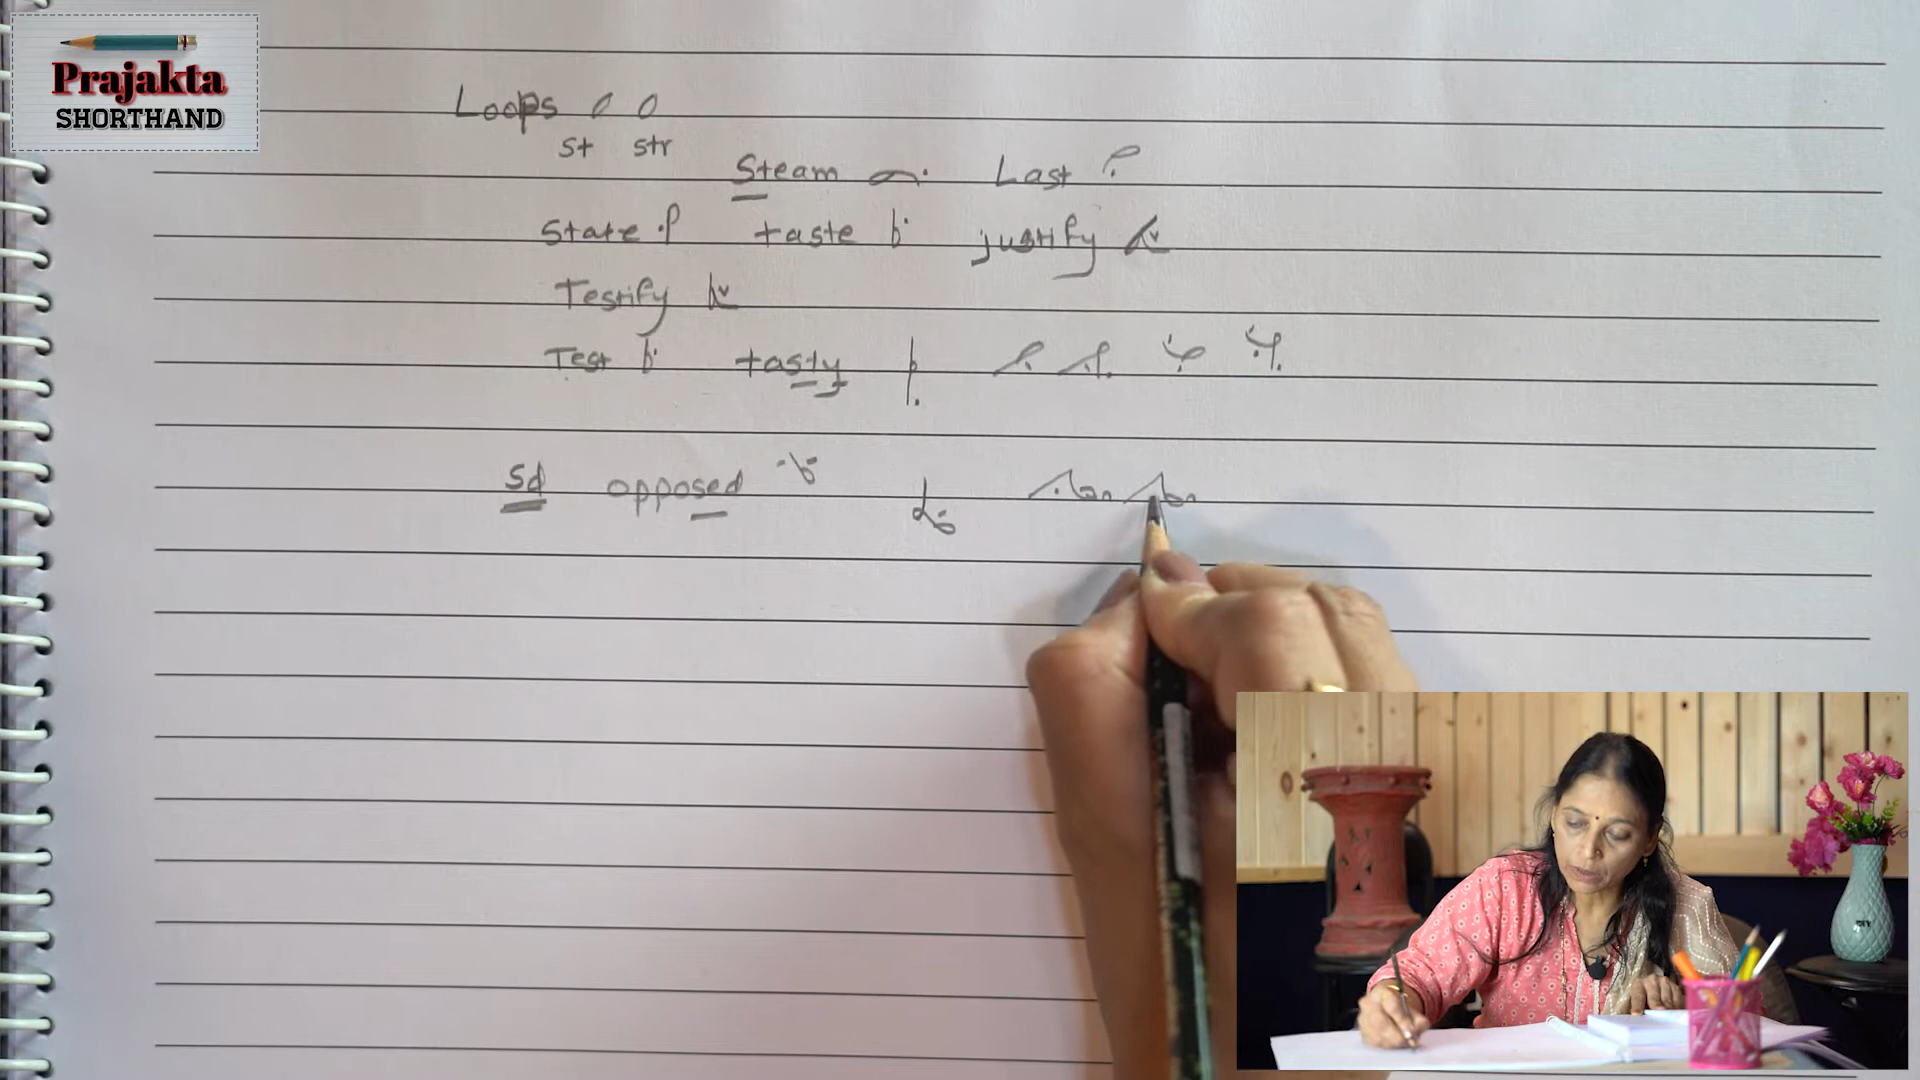 Prajakta
SHORTHAND
Loops
st str
Steam Last
State taste justify
Testify
Test tasty
sd opposed